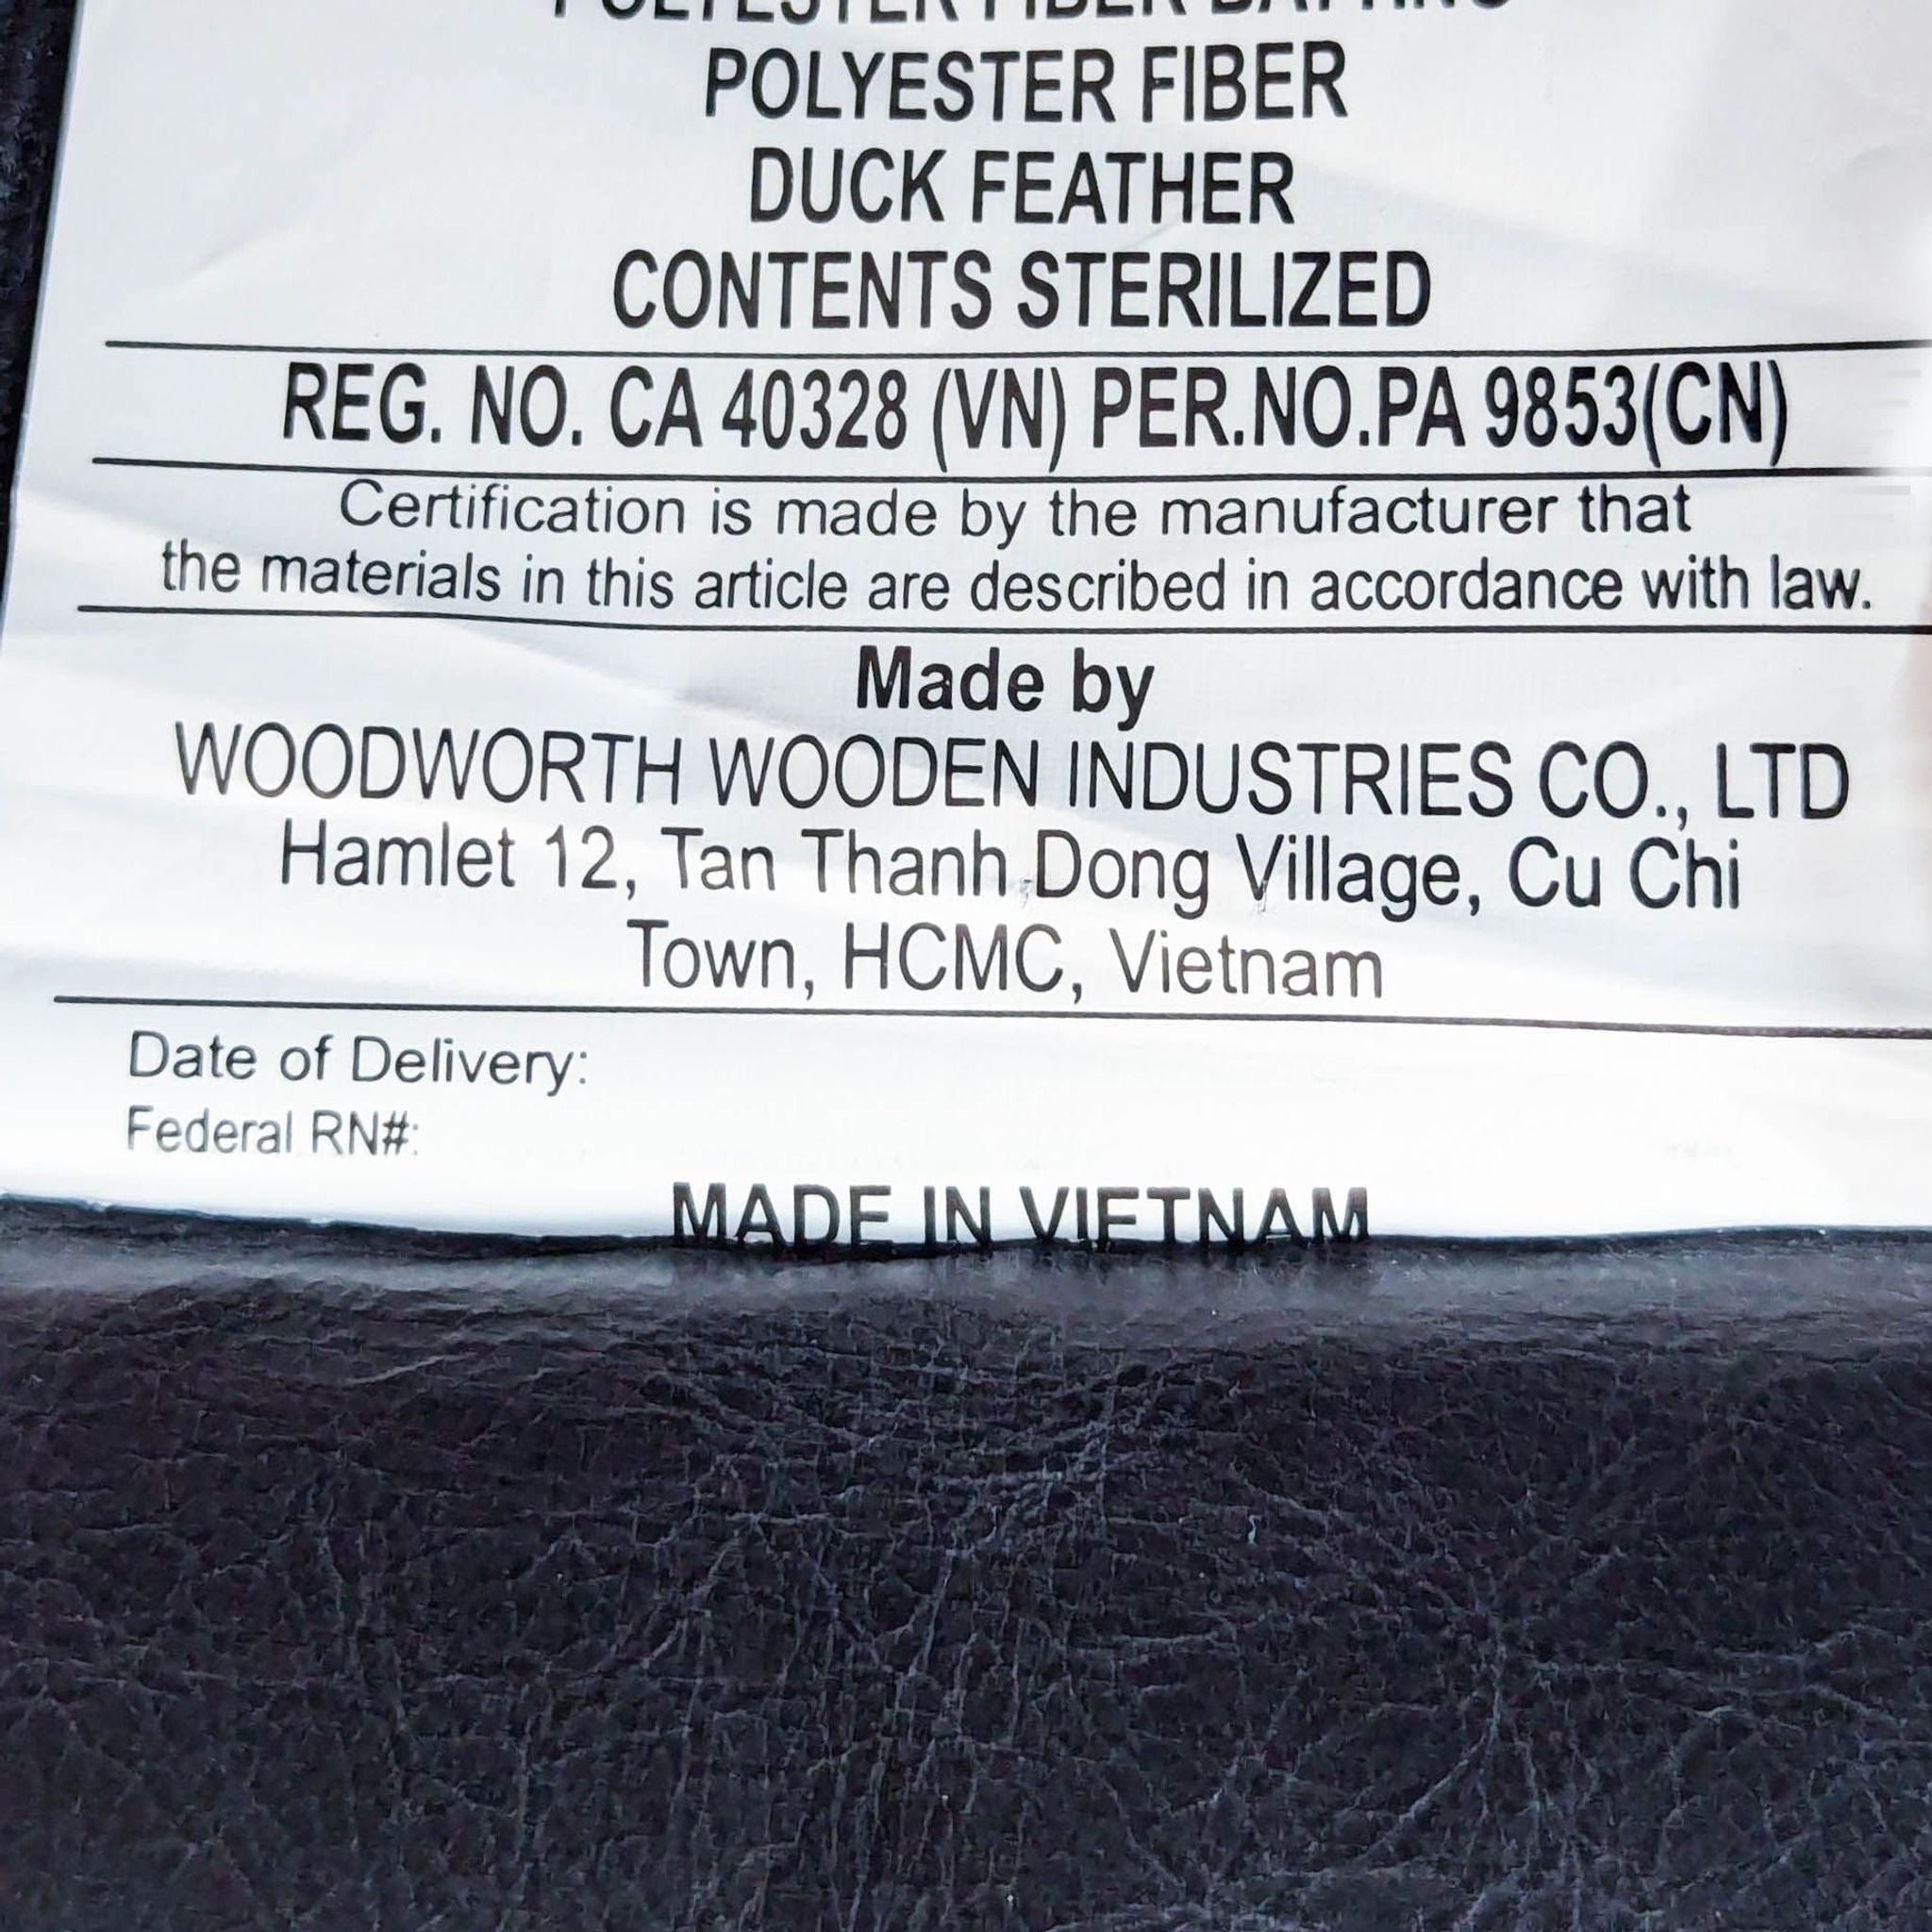 POLYESTER FIBER BATTING
POLYESTER FIBER
DUCK FEATHER
CONTENTS STERILIZED
REG. NO. CA 40328 (VN) PER.NO.PA 9853(CN)
Certification is made by the manufacturer that
the materials in this article are described in accordance with law.
Made by
WOODWORTH WOODEN INDUSTRIES CO., LTD
Hamlet 12, Tan Thanh Dong Village, Cu Chi
Town, HCMC, Vietnam
Date of Delivery:
Federal RN#:
MADE IN VIETNAM